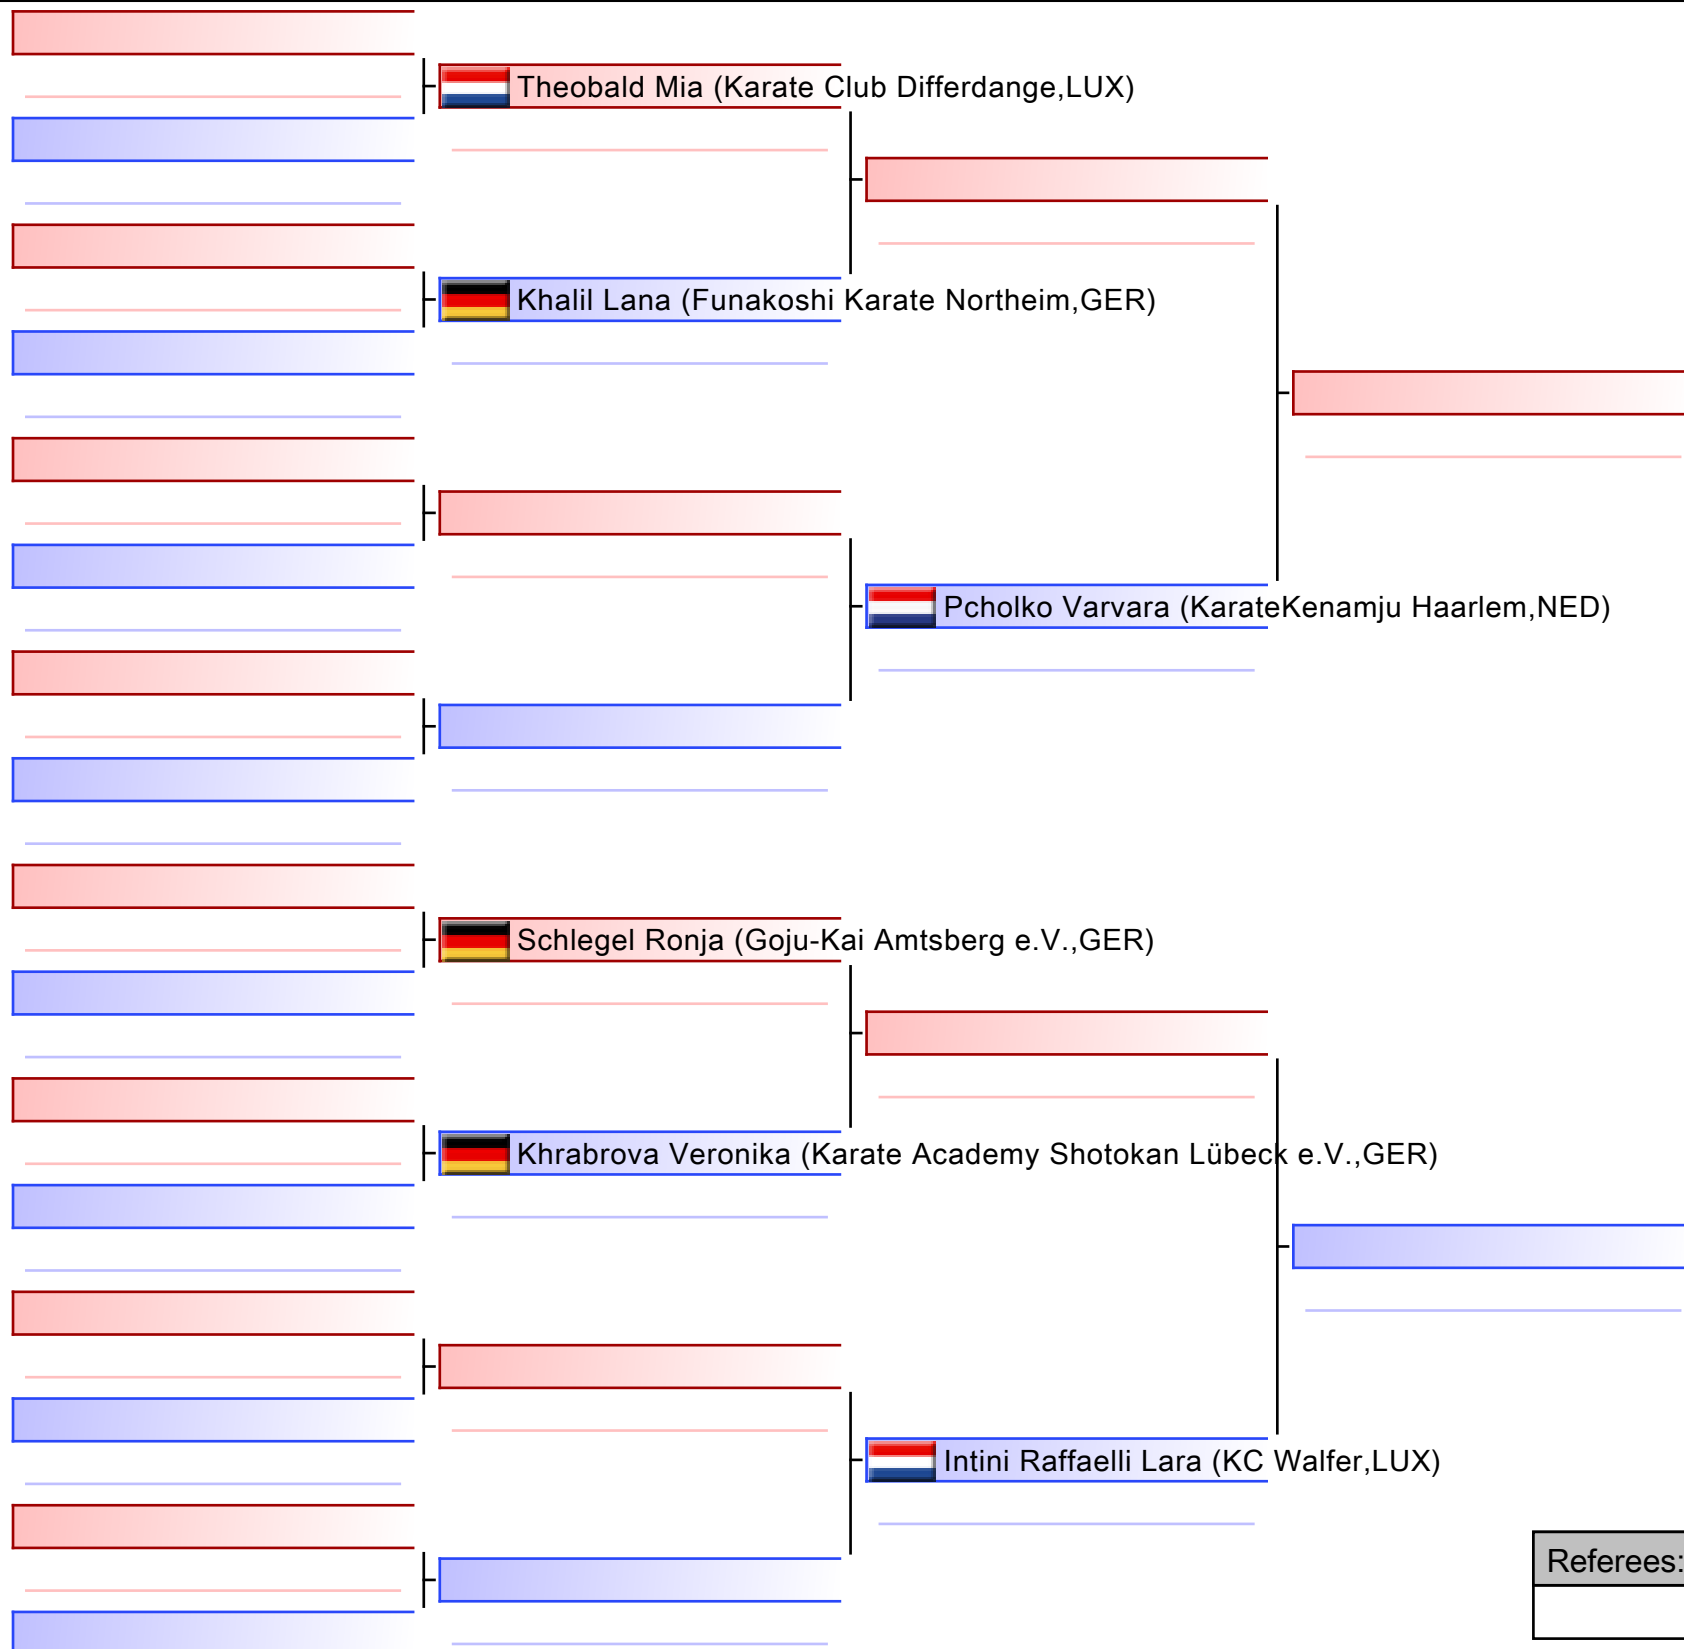 Theobald Mia (Karate Club Differdange,LUX)
Khalil Lana (Funakoshi Karate Northeim,GER)
Pcholko Varvara (KarateKenamju Haarlem,NED)
Schlegel Ronja (Goju-Kai Amtsberg e.V.,GER)
Khrabrova Veronika (Karate Academy Shotokan Lübeck e.V.,GER)
Intini Raffaelli Lara (KC Walfer,LUX)
Referees: